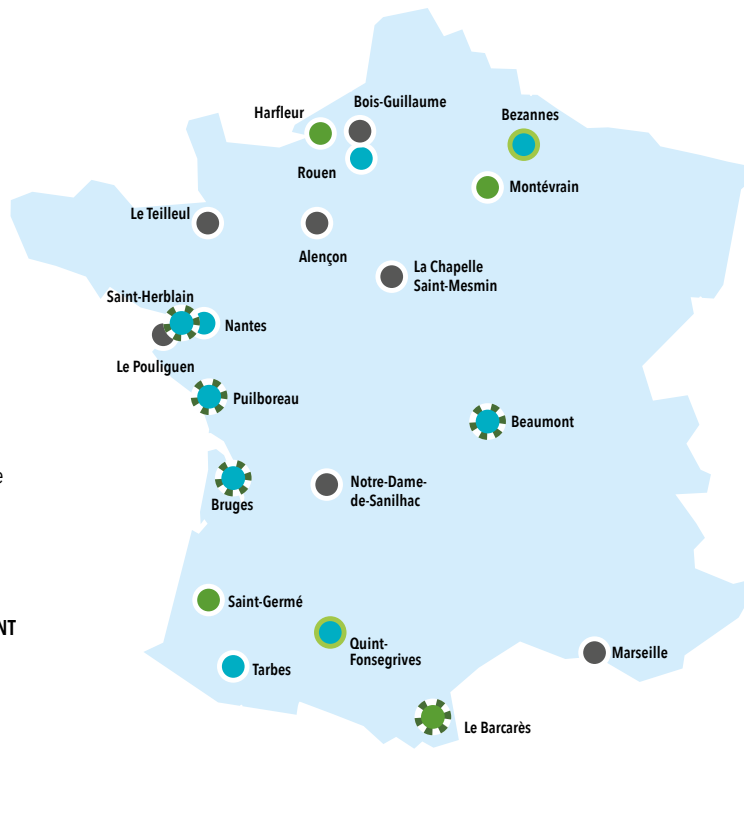 Bois-Guillaume
Harfleur
Bezannes
Rouen
Montévrain
Le Teilleul
Alençon
La Chapelle
Saint-Mesmin
Saint-Herblain
Nantes
Le Pouliguen
Puilboreau
Beaumont
e
Notre-Dame-
de-Sanilhac
Bruges
Saint-Germé
NT
Quint-
Fonsegrives
Marseille
Tarbes
Le Barcarès